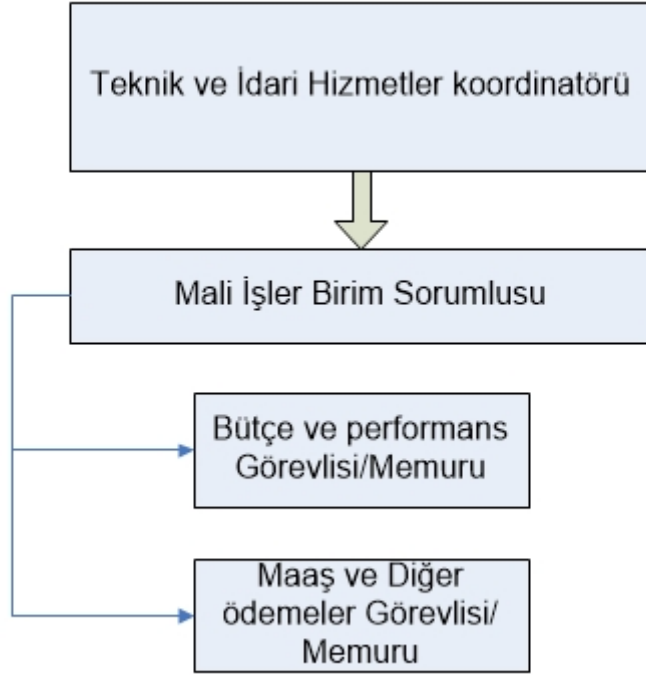 Teknik ve İdari Hizmetler koordinatörü
Mali İşler Birim Sorumlusu
Bütçe ve performans
Görevlisi/Memuru
Maaş ve Diğer
ödemeler Görevlisi/
Memuru